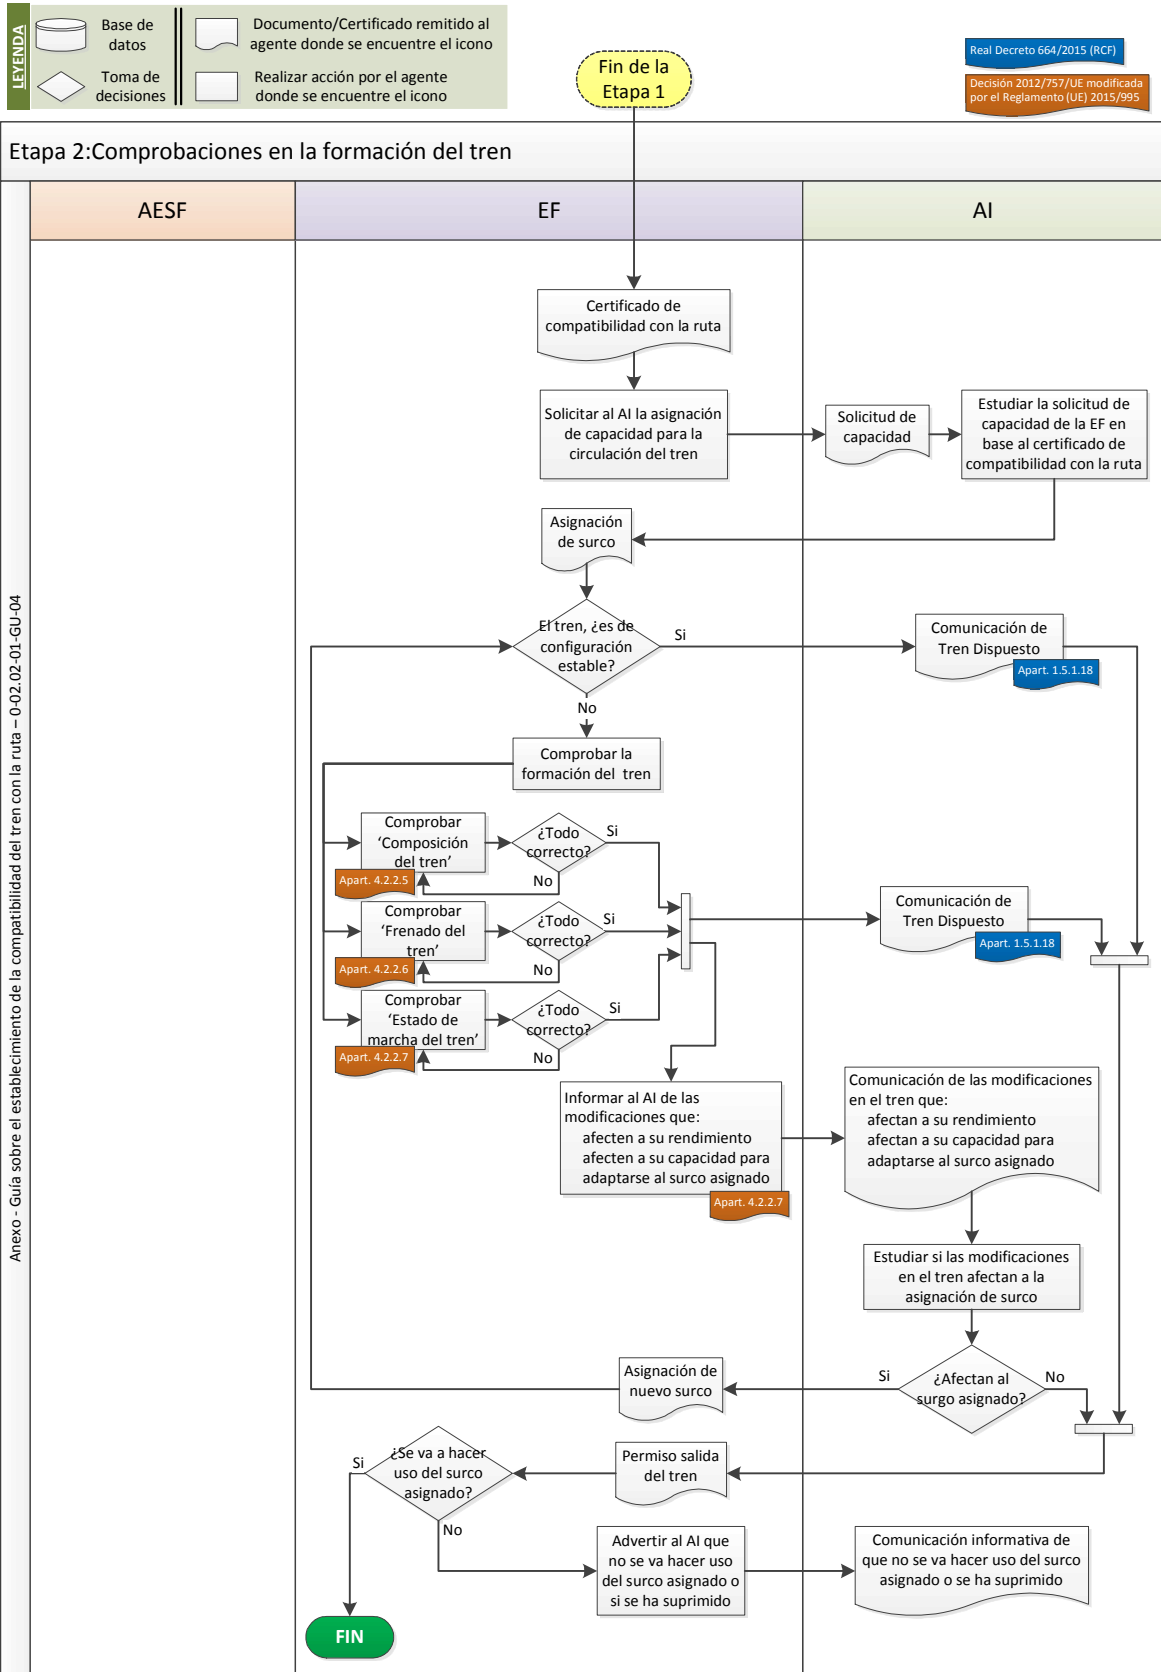 LEYENDA
Base de
datos
Toma de
decisiones
Documento/Certificado remitido al
agente donde se encuentre el icono
Realizar acción por el agente
donde se encuentre el icono
Fin de la
Etapa 1
Real Decreto 664/2015 (RCF)
Decisión 2012/757/UE modificada
por el Reglamento (UE) 2015/995
Etapa 2:Comprobaciones en la formación del tren
AESF
EF
AI
Anexo - Guía sobre el establecimiento de la compatibilidad del tren con la ruta – 0-02.02-01-GU-04
Certificado de
compatibilidad con la ruta
Solicitar al AI la asignación
de capacidad para la
circulación del tren
Solicitud de
capacidad
Estudiar la solicitud de
capacidad de la EF en
base al certificado de
compatibilidad con la ruta
Asignación
de surco
El tren, ¿es de
configuración
estable?
Si
No
Comunicación de
Tren Dispuesto
Apart. 1.5.1.18
Comprobar la
formación del tren
Comprobar
‘Composición
del tren’
Apart. 4.2.2.5
¿Todo
correcto?
Si
No
Comprobar
‘Frenado del
tren’
Apart. 4.2.2.6
¿Todo
correcto?
Si
No
Comprobar
‘Estado de
marcha del tren’
Apart. 4.2.2.7
¿Todo
correcto?
Si
No
Comunicación de
Tren Dispuesto
Apart. 1.5.1.18
Informar al AI de las
modificaciones que:
afecten a su rendimiento
afecten a su capacidad para
adaptarse al surco asignado
Apart. 4.2.2.7
Comunicación de las modificaciones
en el tren que:
afectan a su rendimiento
afectan a su capacidad para
adaptarse al surco asignado
Estudiar si las modificaciones
en el tren afectan a la
asignación de surco
¿Afectan al
surgo asignado?
Si
No
Asignación de
nuevo surco
Permiso salida
del tren
¿Se va a hacer
uso del surco
asignado?
Si
No
Advertir al AI que
no se va hacer uso
del surco asignado o
si se ha suprimido
Comunicación informativa de
que no se va hacer uso del surco
asignado o se ha suprimido
FIN